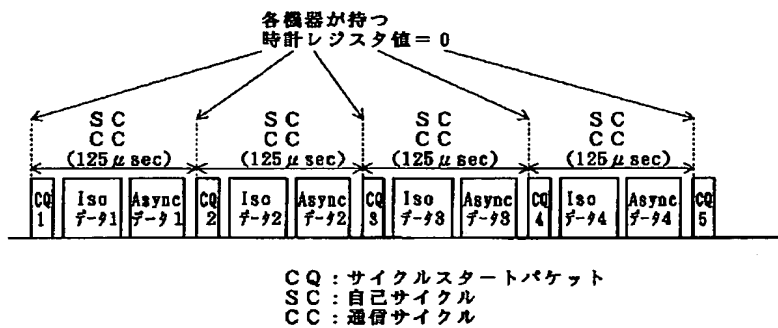 各機器が持つ
時計レジスタ値=0
SC SC SC SC
CC CC CC CC
(125μsec) (125μsec) (125μsec) (125μsec)
CQ Iso Async CQ Iso Async CQ Iso Async CQ Iso Async CQ
1 データ1 データ1 2 データ2 データ2 3 データ3 データ3 4 データ4 データ4 5
CQ:サイクルスタートパケット
SC:自己サイクル
CC:通信サイクル